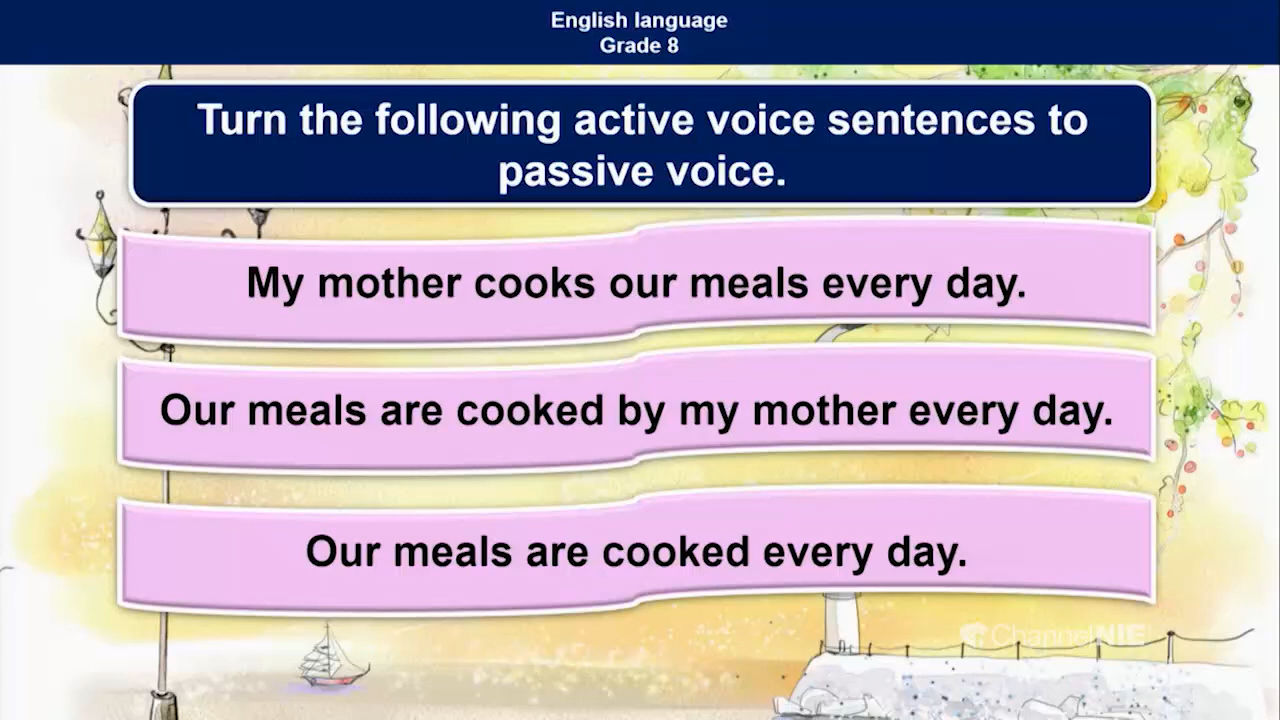 English language
Grade 8
Turn the following active voice sentences to
passive voice.
My mother cooks our meals every day.
Our meals are cooked by my mother every day.
Our meals are cooked every day.
ChannelNIE